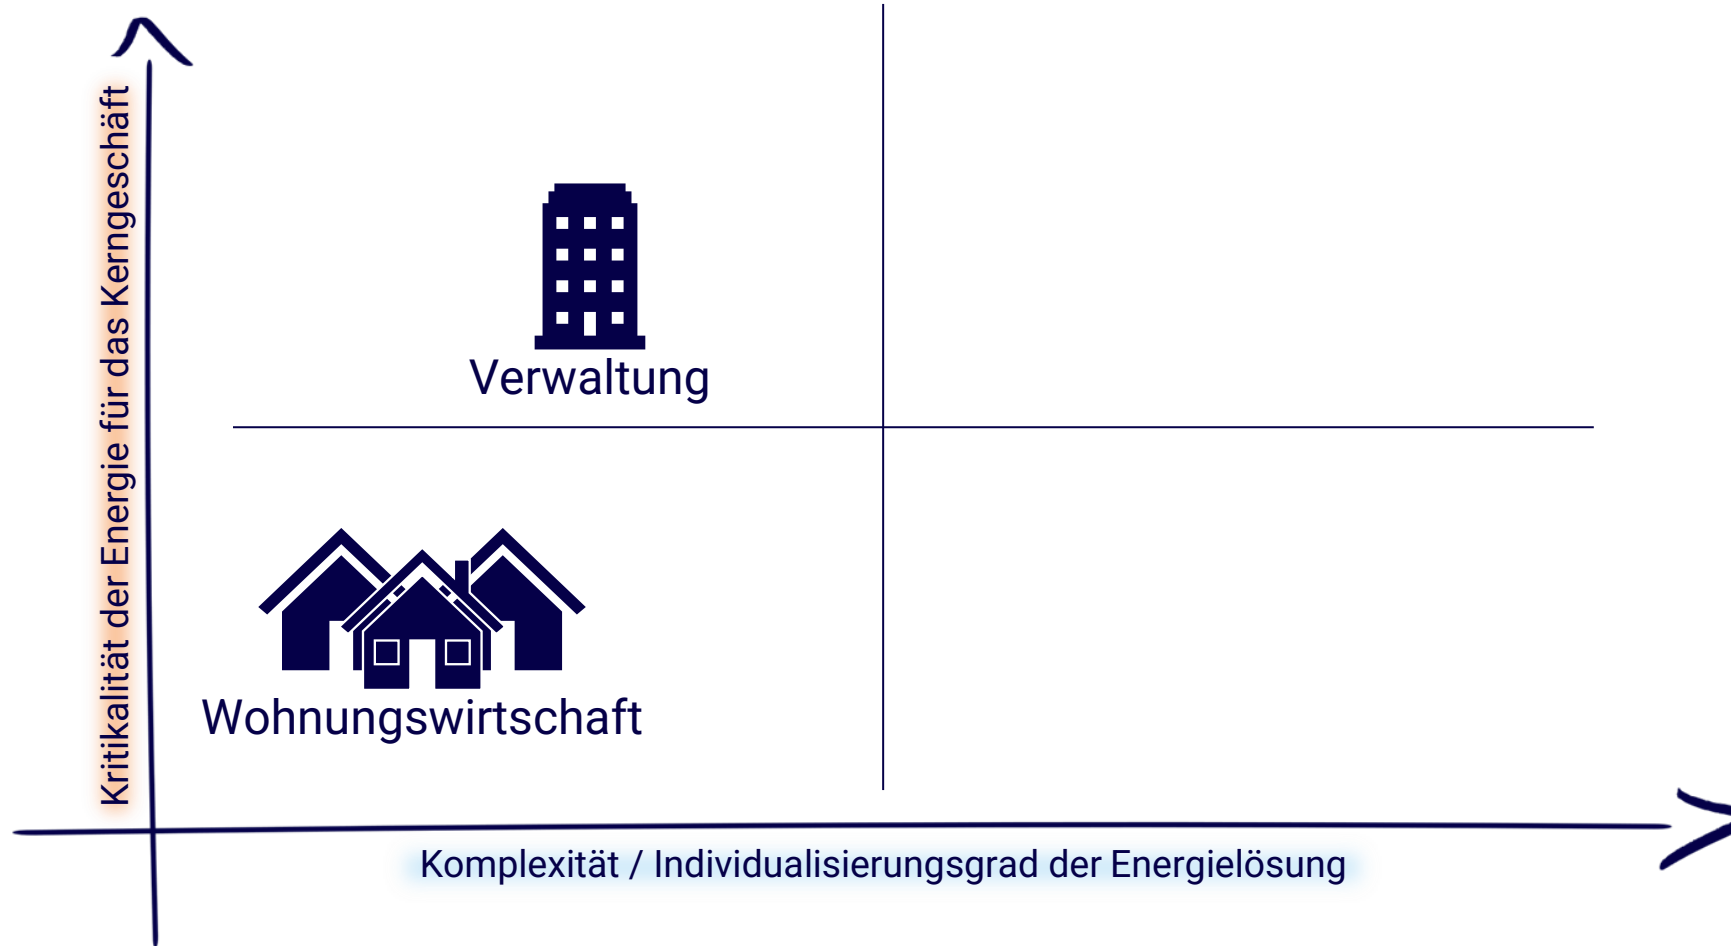 Kritikalität der Energie für das Kerngeschäft
Verwaltung
Wohnungswirtschaft
Komplexität / Individualisierungsgrad der Energielösung